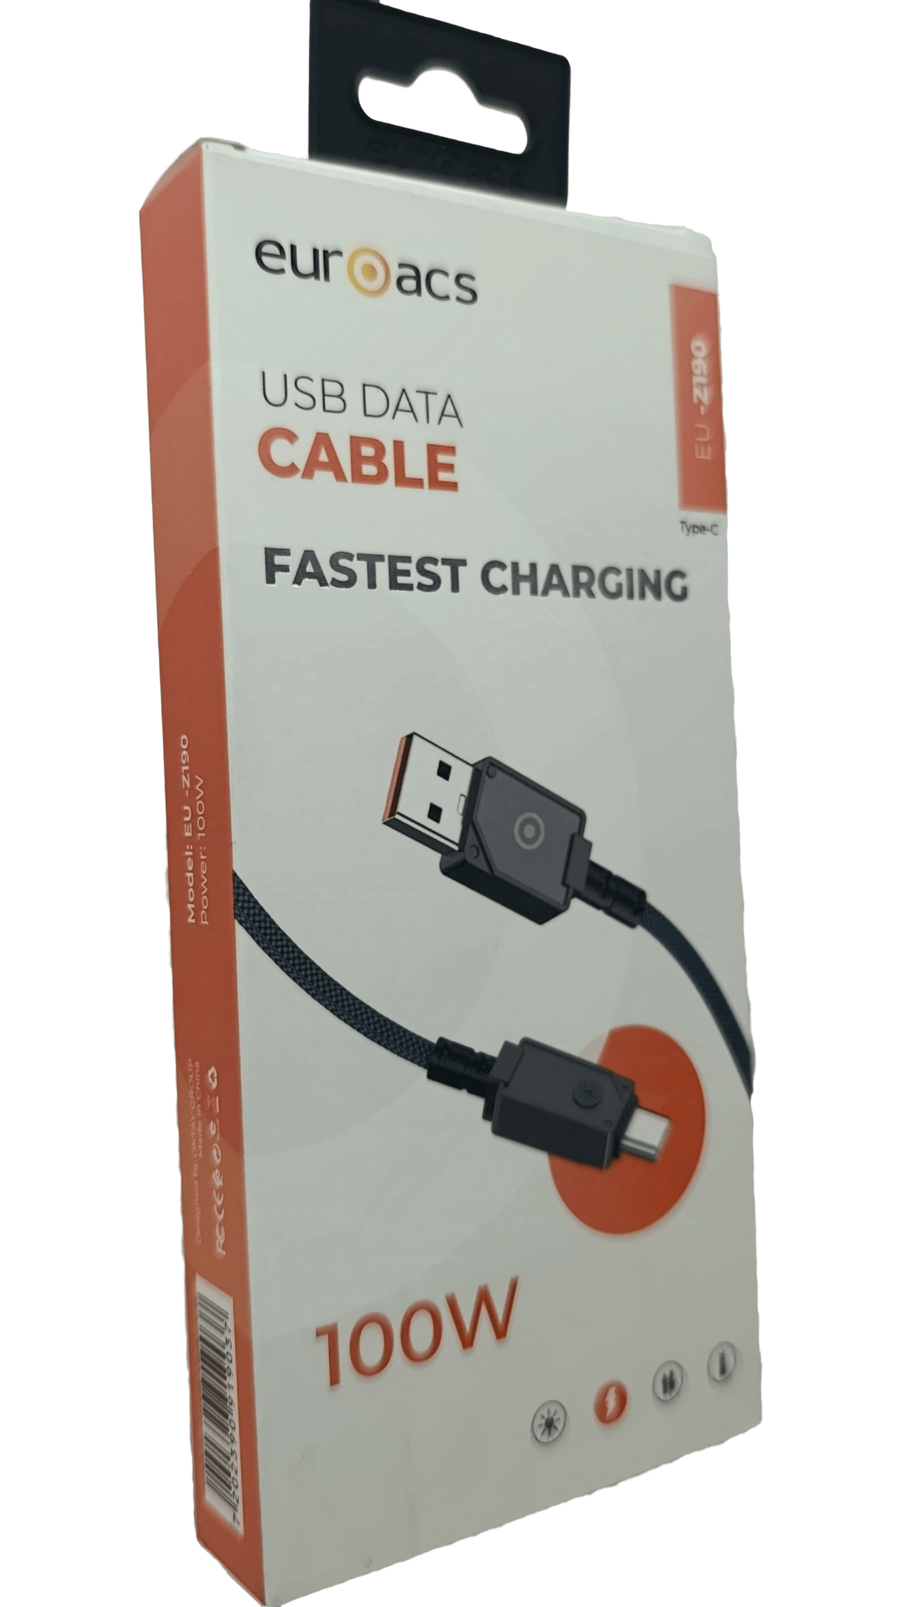 euroacs
USB DATA
CABLE
FASTEST CHARGING
EU -Z190
Type-C
100W
Model: EU -Z190
Power: 100W
Made in China